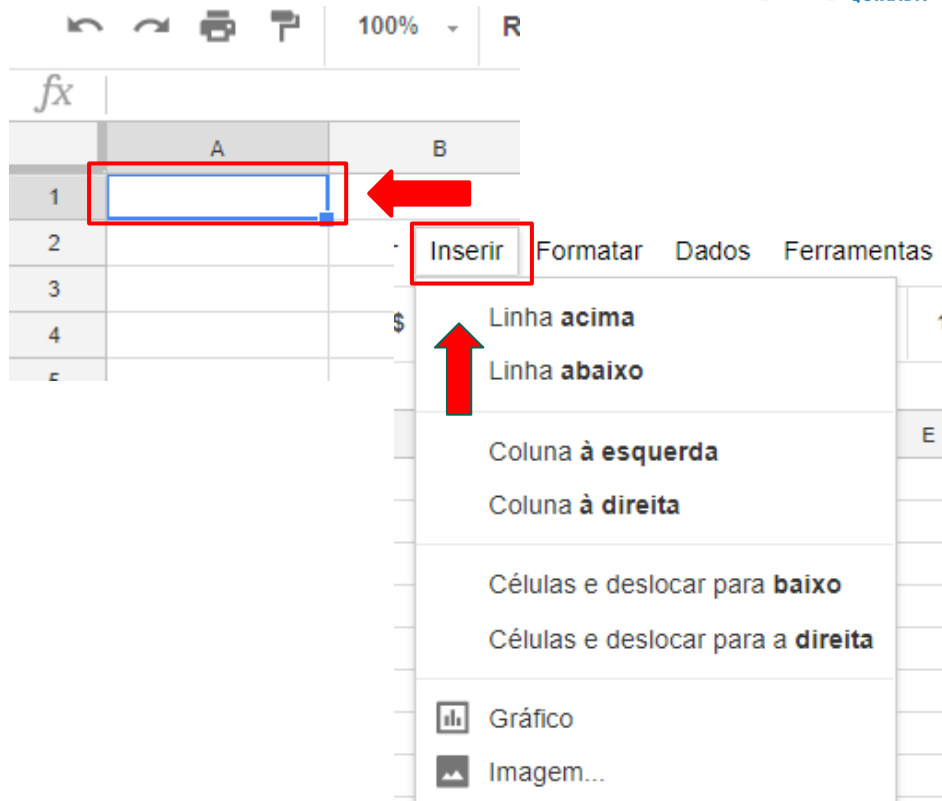 100% R
fx
A B
1
2
3
4
Inserir Formatar Dados Ferramentas
$
Linha acima
Linha abaixo
E
Coluna à esquerda
Coluna à direita
Células e deslocar para baixo
Células e deslocar para a direita
Gráfico
Imagem...